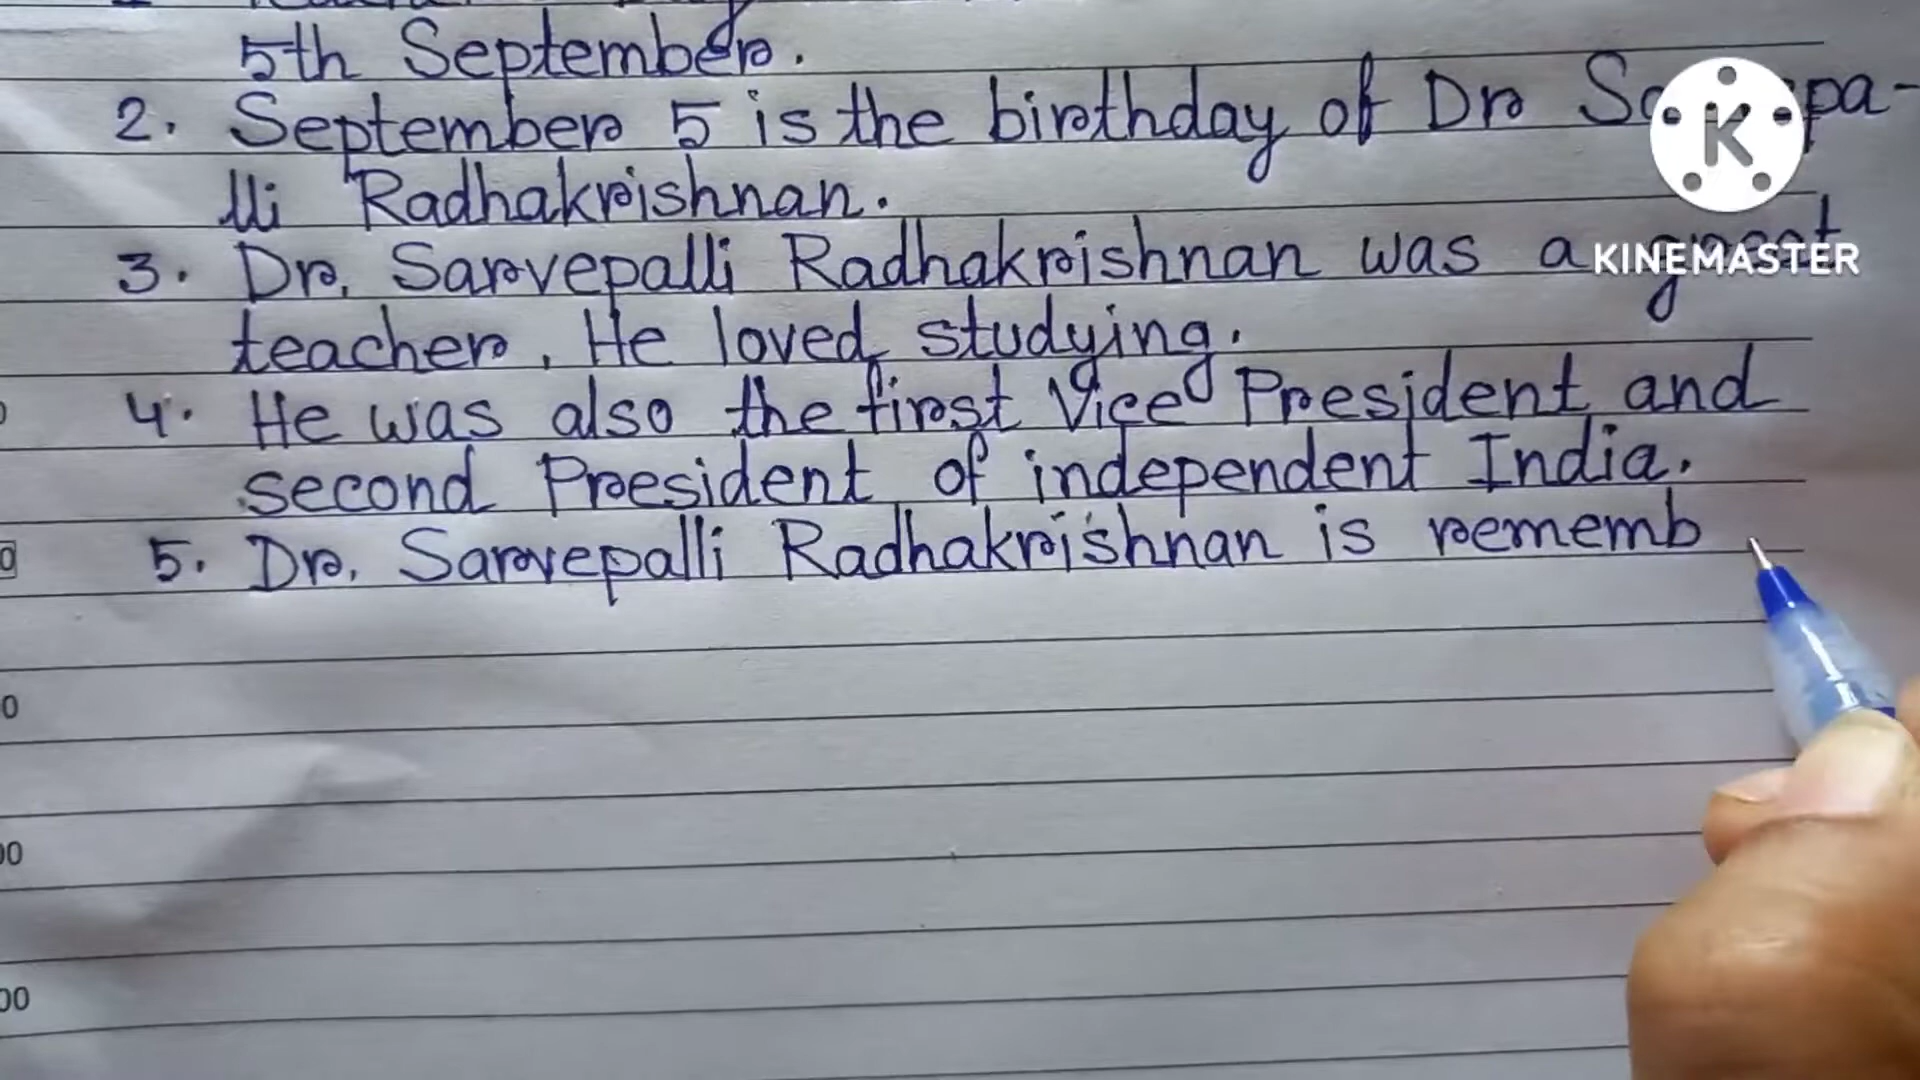 5th September.
2. September 5 is the birthday of Dr
lli Radhakrishnan.
3. Dr. Sarvepalli Radhakrishnan was a great
teacher. He loved studying.
4. He was also the first Vice President and
second President of independent India.
5. Dr. Sarvepalli Radhakrishnan is rememb
KINEMASTER